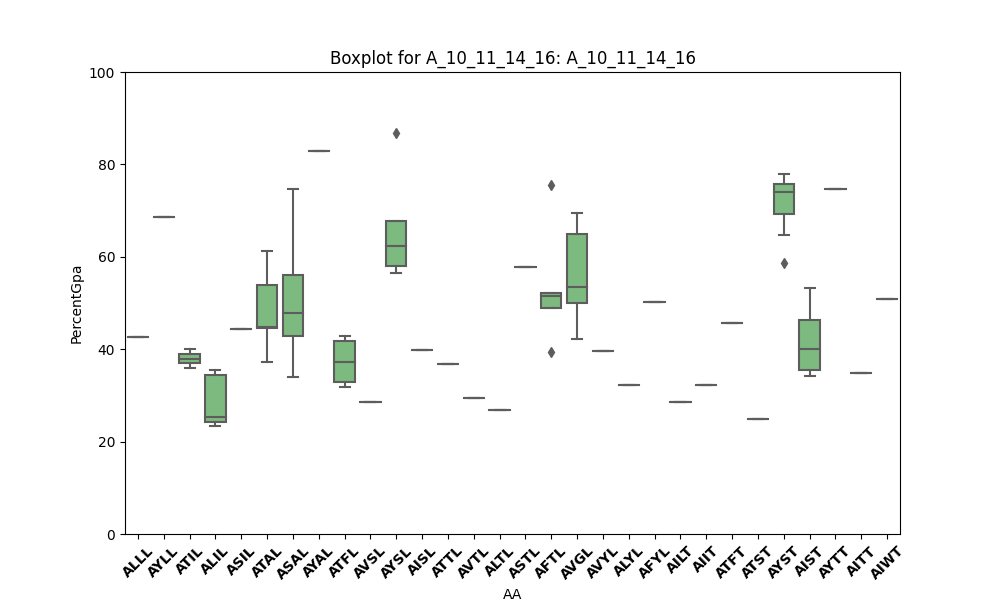 Boxplot for A_10_11_14_16: A_10_11_14_16
100
80
60
40
20
0
PercentGpa
ALLL AYLL ATIL ALIL ASIL ATAL ASAL AYAL ATFL AVSL AYSL AISL ATTL AVTL ALTL ASTL AFTL AVGL AVYL ALYL AFYL AILT AIIT ATFT ATST AYST AIST AYTT AITT AIWT
AA